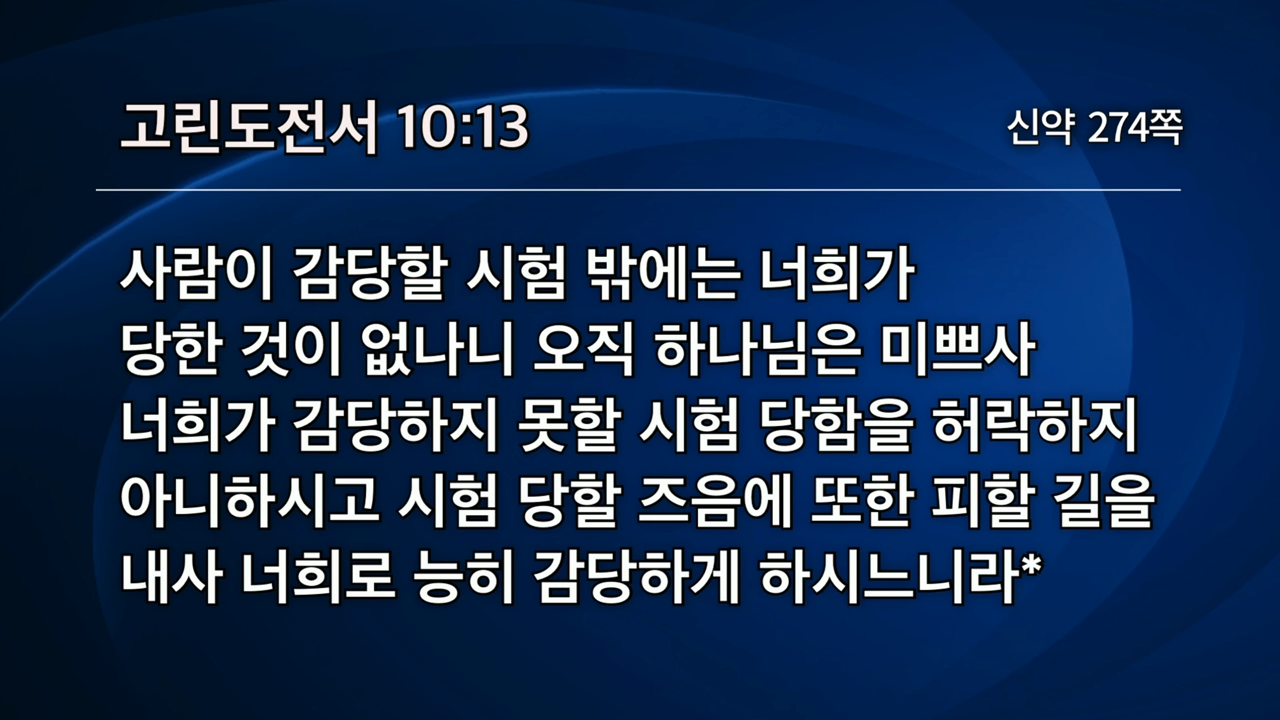 고린도전서 10:13
신약 274쪽
사람이 감당할 시험 밖에는 너희가
당한 것이 없나니 오직 하나님은 미쁘사
너희가 감당하지 못할 시험 당함을 허락하지
아니하시고 시험 당할 즈음에 또한 피할 길을
내사 너희로 능히 감당하게 하시느니라*